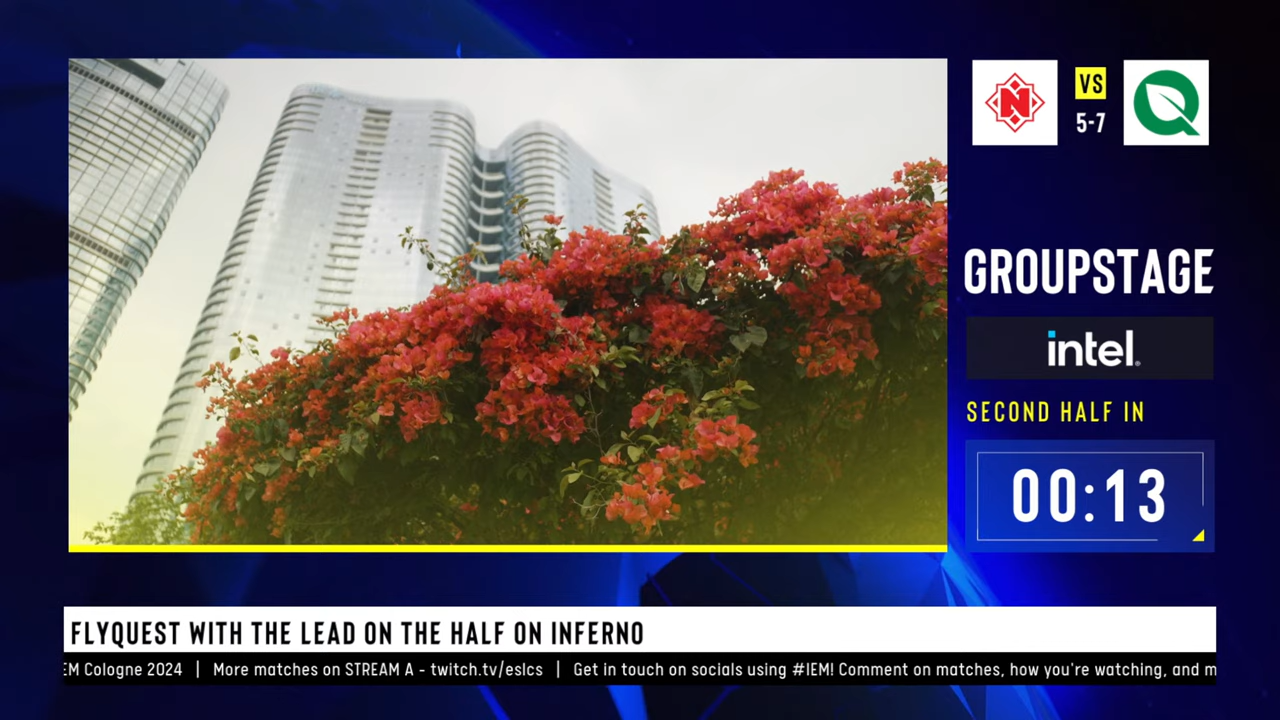 N
VS
5-7
GROUPSTAGE
intel.
SECOND HALF IN
00:13
FLYQUEST WITH THE LEAD ON THE HALF ON INFERNO
EM Cologne 2024 | More matches on STREAM A - twitch.tv/eslcs | Get in touch on socials using #IEM! Comment on matches, how you're watching, and m